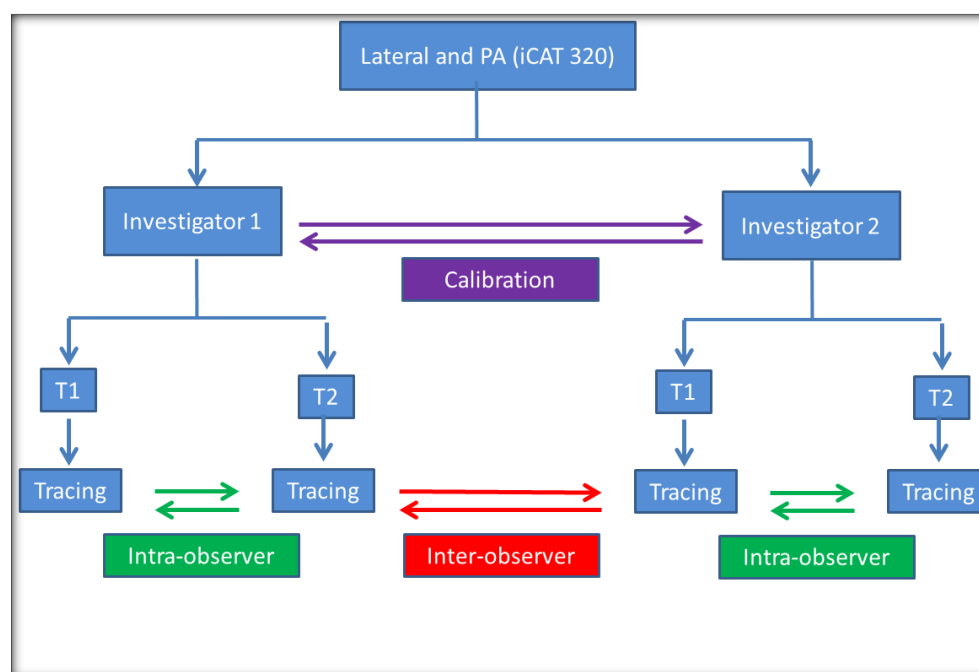 Lateral and PA (iCAT 320)
Investigator 1
Investigator 2
Calibration
T1
T2
T1
T2
Tracing
Tracing
Tracing
Tracing
Intra-observer
Inter-observer
Intra-observer